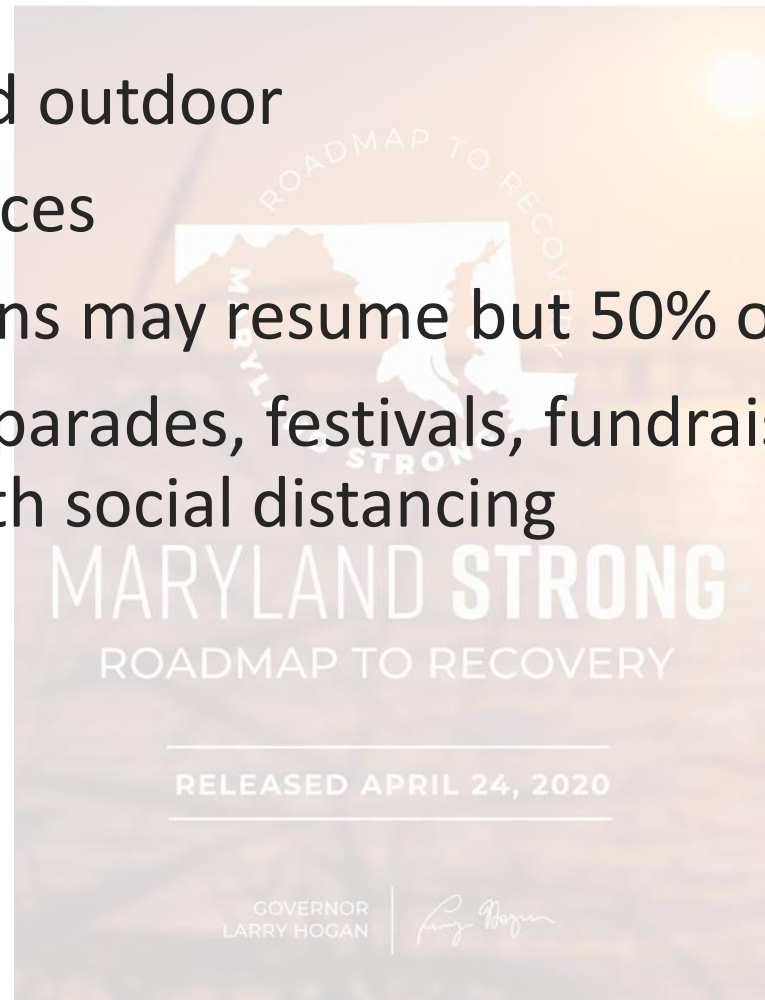 d outdoor
ces
ns may resume but 50% o
parades, festivals, fundrais
th social distancing
ROADMAP TO RECOVERY
MARYLAND STRONG
MARYLAND STRONG
ROADMAP TO RECOVERY
RELEASED APRIL 24, 2020
GOVERNOR
LARRY HOGAN